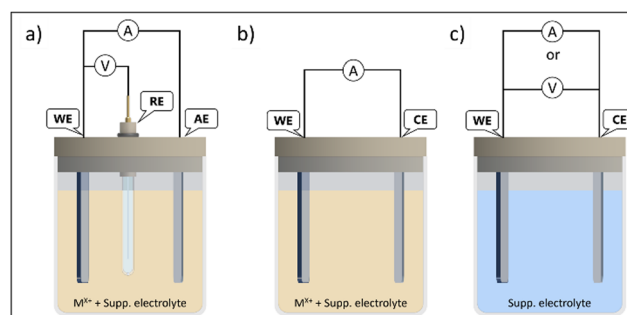 a)
A
V
RE
WE
AE
Mˣ⁺ + Supp. electrolyte
b)
A
WE
CE
Mˣ⁺ + Supp. electrolyte
c)
A
or
V
WE
CE
Supp. electrolyte